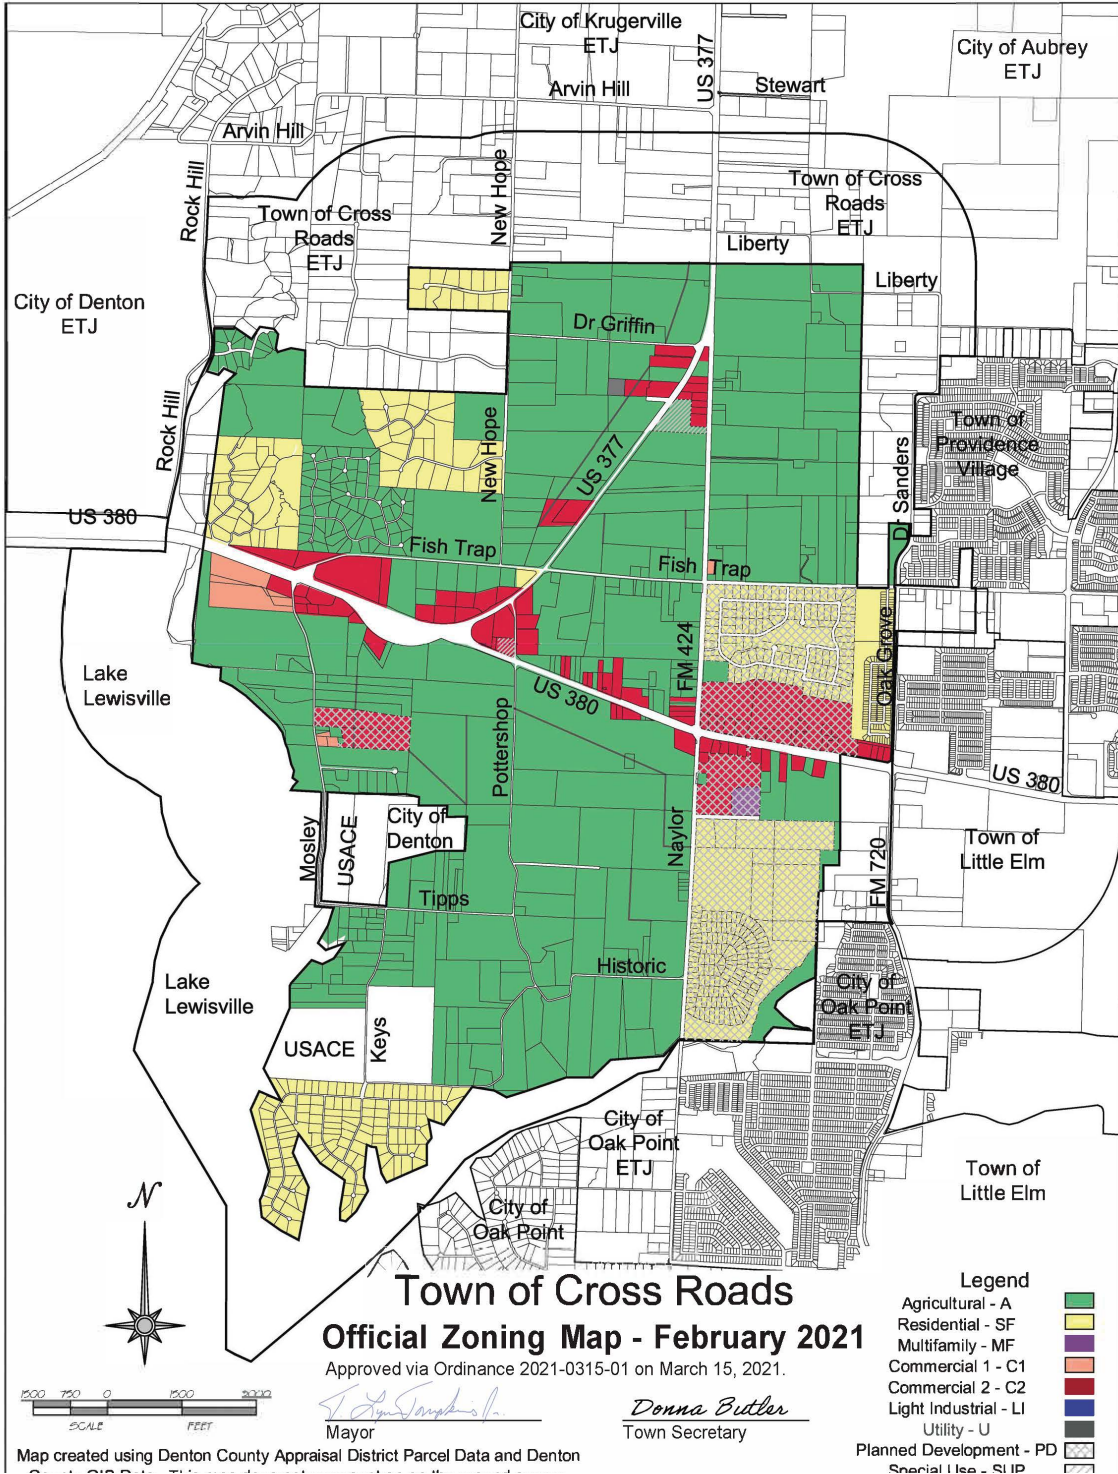 City of Krugerville
ETJ
US 377
City of Aubrey
ETJ
Arvin Hill
Stewart
Arvin Hill
Rock Hill
New Hope
Town of Cross
Roads
ETJ
Town of Cross
Roads
ETJ
Liberty
Liberty
City of Denton
ETJ
Dr Griffin
Rock Hill
New Hope
US 377
Dr Sanders
Town of
Providence
Village
US 380
Fish Trap
Fish Trap
Lake
Lewisville
FM 424
Oak Grove
US 380
Pottershop
US 380
Mosley
USACE
City of
Denton
Naylor
FM 720
Town of
Little Elm
Tipps
Historic
Lake
Lewisville
City of
Oak Point
ETJ
USACE
Keys
City of
Oak Point
ETJ
Town of
Little Elm
City of
Oak Point
N
Town of Cross Roads
Official Zoning Map - February 2021
Approved via Ordinance 2021-0315-01 on March 15, 2021.
Legend
Agricultural - A
Residential - SF
Multifamily - MF
Commercial 1 - C1
Commercial 2 - C2
Light Industrial - LI
Utility - U
Planned Development - PD
Special Use - SUP
1500 750 0 1500 3000
SCALE FEET
Mayor
Donna Butler
Town Secretary
Map created using Denton County Appraisal District Parcel Data and Denton